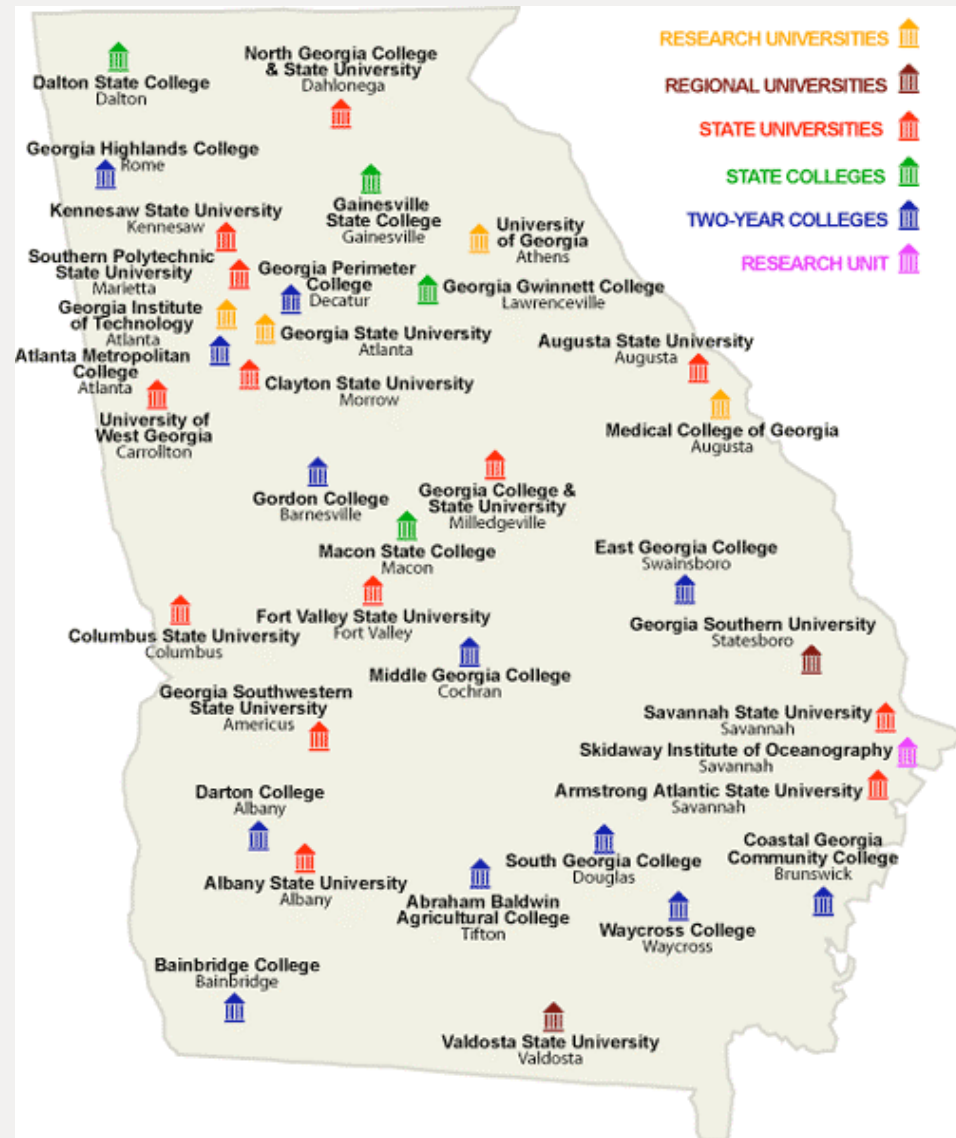 RESEARCH UNIVERSITIES
REGIONAL UNIVERSITIES
STATE UNIVERSITIES
STATE COLLEGES
TWO-YEAR COLLEGES
RESEARCH UNIT
Dalton State College
Dalton
North Georgia College
& State University
Dahlonega
Georgia Highlands College
Rome
Gainesville
State College
Gainesville
Kennesaw State University
Kennesaw
University
of Georgia
Athens
Southern Polytechnic
State University
Marietta
Georgia Perimeter
College
Decatur
Georgia Gwinnett College
Lawrenceville
Georgia Institute
of Technology
Atlanta
Georgia State University
Atlanta
Augusta State University
Augusta
Atlanta Metropolitan
College
Atlanta
Clayton State University
Morrow
University of
West Georgia
Carrollton
Medical College of Georgia
Augusta
Gordon College
Barnesville
Georgia College &
State University
Milledgeville
Macon State College
Macon
East Georgia College
Swainsboro
Fort Valley State University
Fort Valley
Columbus State University
Columbus
Georgia Southern University
Statesboro
Middle Georgia College
Cochran
Georgia Southwestern
State University
Americus
Savannah State University
Savannah
Skidaway Institute of Oceanography
Savannah
Armstrong Atlantic State University
Savannah
Darton College
Albany
Albany State University
Albany
South Georgia College
Douglas
Coastal Georgia
Community College
Brunswick
Abraham Baldwin
Agricultural College
Tifton
Waycross College
Waycross
Bainbridge College
Bainbridge
Valdosta State University
Valdosta